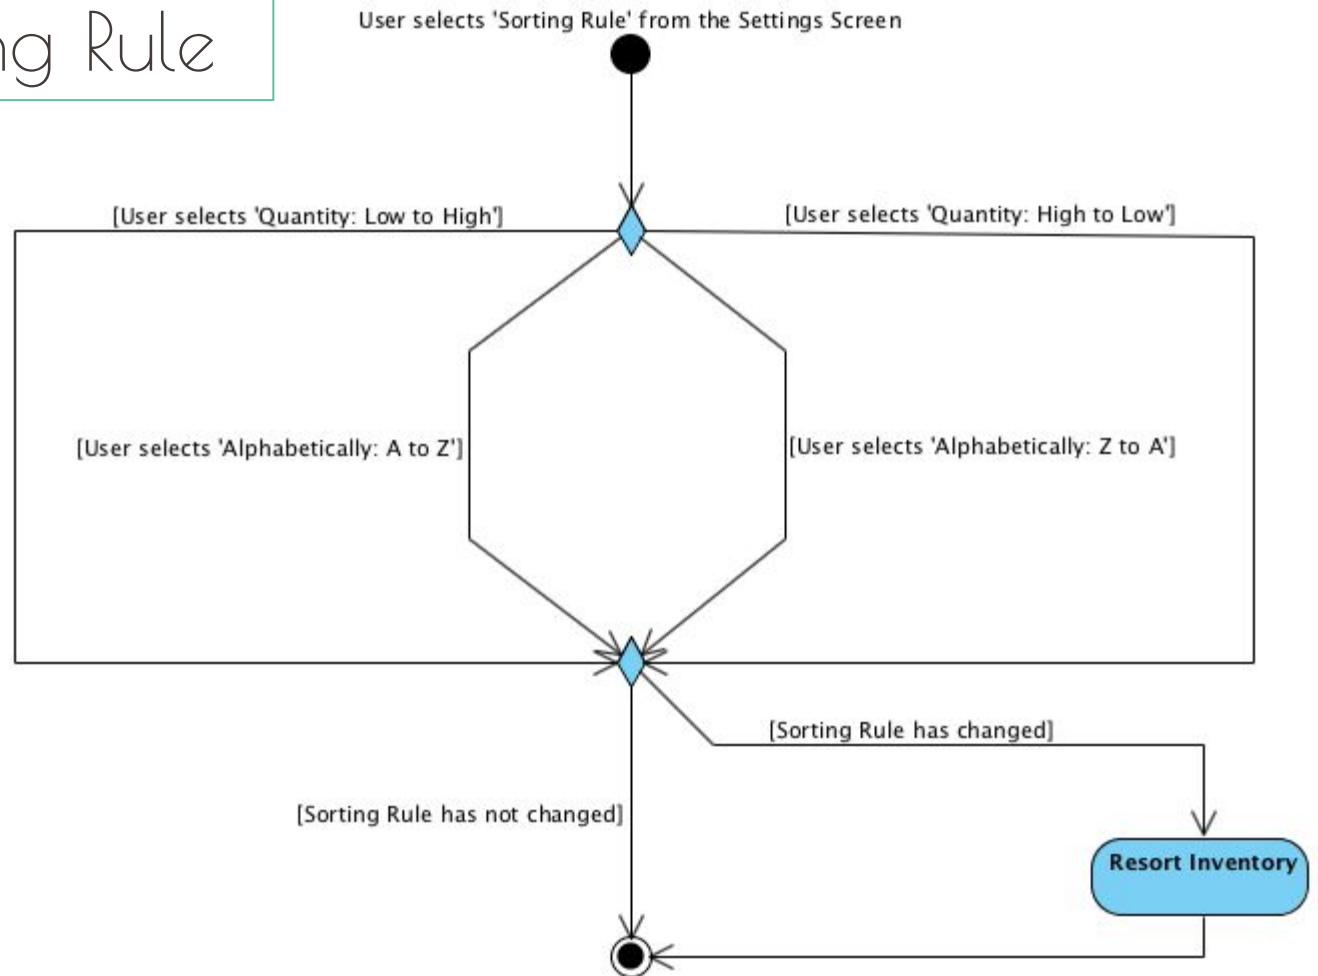 ng Rule
User selects 'Sorting Rule' from the Settings Screen
[User selects 'Quantity: Low to High']
[User selects 'Quantity: High to Low']
[User selects 'Alphabetically: A to Z']
[User selects 'Alphabetically: Z to A']
[Sorting Rule has changed]
[Sorting Rule has not changed]
Resort Inventory